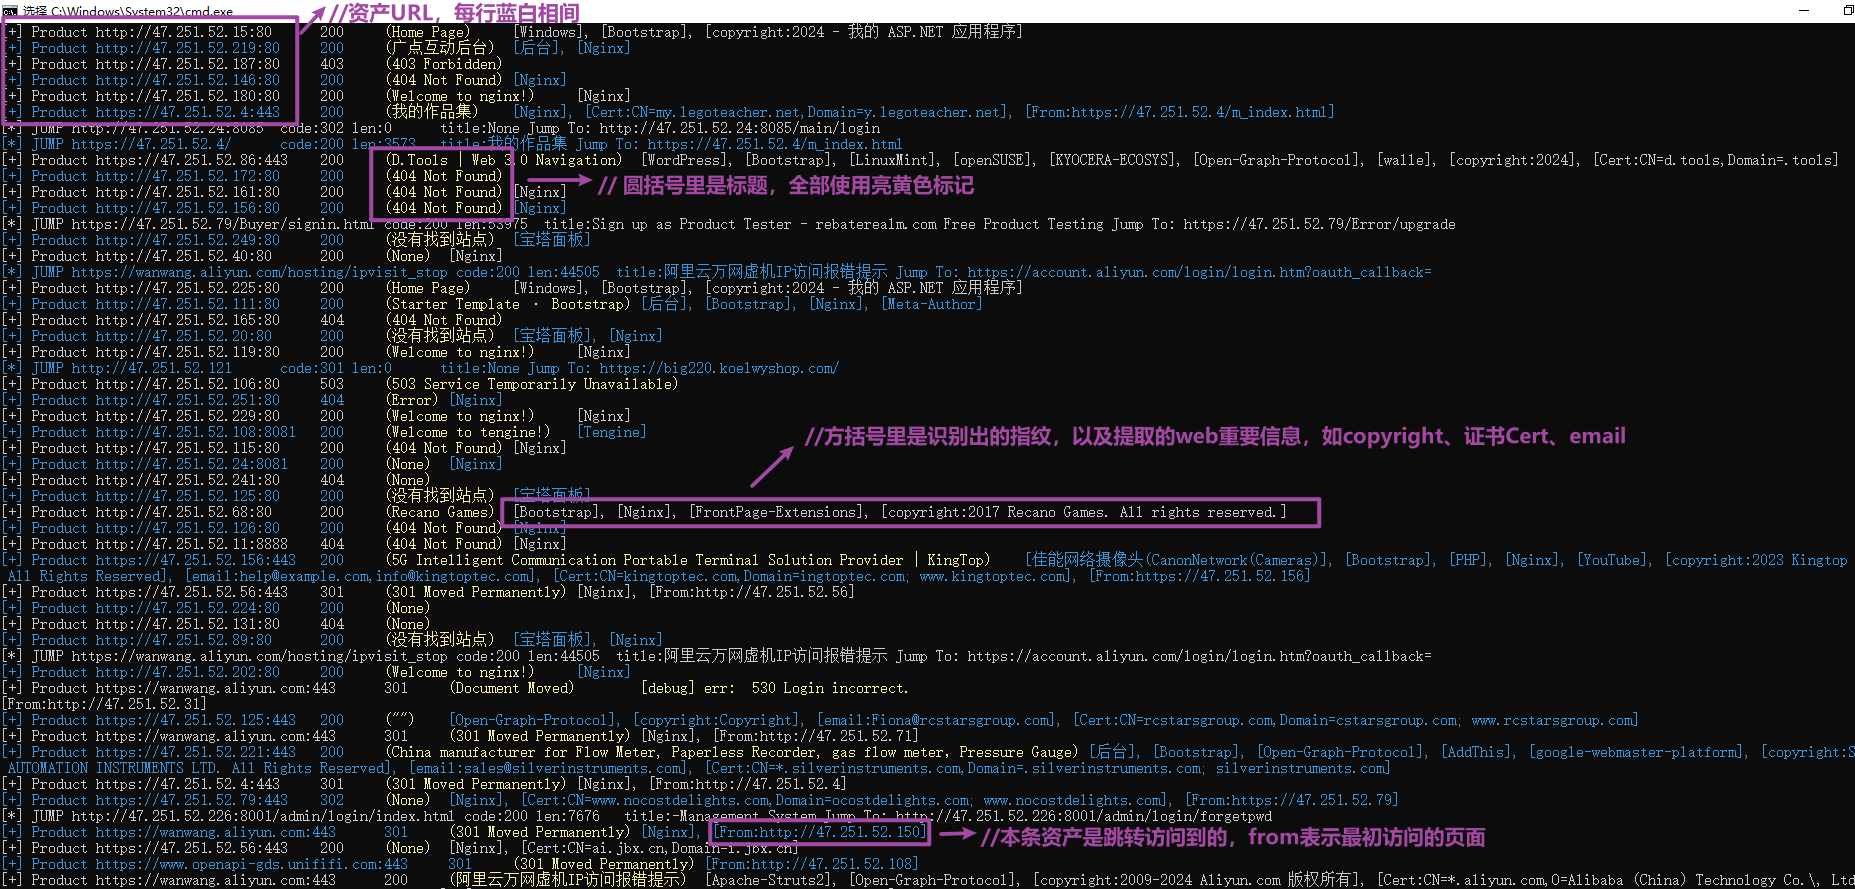 选择 C:\Windows\System32\cmd.exe
//资产URL，每行蓝白相间
[+] Product http://47.251.52.15:80 200 (Home Page) [Windows], [Bootstrap], [copyright:2024 - 我的 ASP.NET 应用程序]
[+] Product http://47.251.52.219:80 200 (广点互动后台) [后台], [Nginx]
[+] Product http://47.251.52.187:80 403 (403 Forbidden)
[+] Product http://47.251.52.146:80 200 (404 Not Found) [Nginx]
[+] Product http://47.251.52.180:80 200 (Welcome to nginx!) [Nginx]
[+] Product https://47.251.52.4:443 200 (我的作品集) [Nginx], [Cert:CN=my.legoteacher.net,Domain=y.legoteacher.net], [From:https://47.251.52.4/m_index.html]
[*] JUMP http://47.251.52.24:8085 code:302 len:0 title:None Jump To: http://47.251.52.24:8085/main/login
[*] JUMP https://47.251.52.4/ code:200 len:3573 title:我的作品集 Jump To: https://47.251.52.4/m_index.html
[+] Product https://47.251.52.86:443 200 (D.Tools | Web 3.0 Navigation) [WordPress], [Bootstrap], [LinuxMint], [openSUSE], [KYOCERA-ECOSYS], [Open-Graph-Protocol], [walle], [copyright:2024], [Cert:CN=d.tools,Domain=.tools]
[+] Product http://47.251.52.172:80 200 (404 Not Found)
[+] Product http://47.251.52.161:80 200 (404 Not Found) [Nginx]
// 圆括号里是标题，全部使用亮黄色标记
[+] Product http://47.251.52.156:80 200 (404 Not Found) [Nginx]
[*] JUMP https://47.251.52.79/Buyer/signin.html code:200 len:53975 title:Sign up as Product Tester - rebaterealm.com Free Product Testing Jump To: https://47.251.52.79/Error/upgrade
[+] Product http://47.251.52.249:80 200 (没有找到站点) [宝塔面板]
[+] Product http://47.251.52.40:80 200 (None) [Nginx]
[*] JUMP https://wanwang.aliyun.com/hosting/ipvisit_stop code:200 len:44505 title:阿里云万网虚机IP访问报错提示 Jump To: https://account.aliyun.com/login/login.htm?oauth_callback=
[+] Product http://47.251.52.225:80 200 (Home Page) [Windows], [Bootstrap], [copyright:2024 - 我的 ASP.NET 应用程序]
[+] Product http://47.251.52.111:80 200 (Starter Template · Bootstrap) [后台], [Bootstrap], [Nginx], [Meta-Author]
[+] Product http://47.251.52.165:80 404 (404 Not Found)
[+] Product http://47.251.52.20:80 200 (没有找到站点) [宝塔面板], [Nginx]
[+] Product http://47.251.52.119:80 200 (Welcome to nginx!) [Nginx]
[*] JUMP http://47.251.52.121 code:301 len:0 title:None Jump To: https://big220.koelwyshop.com/
[+] Product http://47.251.52.106:80 503 (503 Service Temporarily Unavailable)
[+] Product http://47.251.52.251:80 404 (Error) [Nginx]
[+] Product http://47.251.52.229:80 200 (Welcome to nginx!) [Nginx]
[+] Product http://47.251.52.108:8081 200 (Welcome to tengine!) [Tengine]
//方括号里是识别出的指纹，以及提取的web重要信息，如copyright、证书Cert、email
[+] Product http://47.251.52.115:80 200 (404 Not Found) [Nginx]
[+] Product http://47.251.52.24:8081 200 (None) [Nginx]
[+] Product http://47.251.52.241:80 404 (None)
[+] Product http://47.251.52.125:80 200 (没有找到站点) [宝塔面板]
[+] Product http://47.251.52.68:80 200 (Recano Games) [Bootstrap], [Nginx], [FrontPage-Extensions], [copyright:2017 Recano Games. All rights reserved.]
[+] Product http://47.251.52.126:80 200 (404 Not Found) [Nginx]
[+] Product http://47.251.52.11:8888 404 (404 Not Found) [Nginx]
[+] Product https://47.251.52.156:443 200 (5G Intelligent Communication Portable Terminal Solution Provider | KingTop) [佳能网络摄像头(CanonNetwork(Cameras)], [Bootstrap], [PHP], [Nginx], [YouTube], [copyright:2023 Kingtop
All Rights Reserved], [email:help@example.com,info@kingtoptec.com], [Cert:CN=kingtoptec.com,Domain=ingtoptec.com; www.kingtoptec.com], [From:https://47.251.52.156]
[+] Product https://47.251.52.56:443 301 (301 Moved Permanently) [Nginx], [From:http://47.251.52.56]
[+] Product http://47.251.52.224:80 200 (None)
[+] Product http://47.251.52.131:80 404 (None)
[+] Product http://47.251.52.89:80 200 (没有找到站点) [宝塔面板], [Nginx]
[*] JUMP https://wanwang.aliyun.com/hosting/ipvisit_stop code:200 len:44505 title:阿里云万网虚机IP访问报错提示 Jump To: https://account.aliyun.com/login/login.htm?oauth_callback=
[+] Product http://47.251.52.202:80 200 (Welcome to nginx!) [Nginx]
[+] Product https://wanwang.aliyun.com:443 301 (Document Moved) [debug] err: 530 Login incorrect.
[From:http://47.251.52.31]
[+] Product https://47.251.52.125:443 200 ("") [Open-Graph-Protocol], [copyright:Copyright], [email:Fiona@rcstarsgroup.com], [Cert:CN=rcstarsgroup.com,Domain=cstarsgroup.com; www.rcstarsgroup.com]
[+] Product https://wanwang.aliyun.com:443 301 (301 Moved Permanently) [Nginx], [From:http://47.251.52.71]
[+] Product https://47.251.52.221:443 200 (China manufacturer for Flow Meter, Paperless Recorder, gas flow meter, Pressure Gauge) [后台], [Bootstrap], [Open-Graph-Protocol], [AddThis], [google-webmaster-platform], [copyright:S
AUTOMATION INSTRUMENTS LTD. All Rights Reserved], [email:sales@silverinstruments.com], [Cert:CN=*.silverinstruments.com,Domain=.silverinstruments.com; silverinstruments.com]
[+] Product https://47.251.52.4:443 301 (301 Moved Permanently) [Nginx], [From:http://47.251.52.4]
[+] Product https://47.251.52.79:443 302 (None) [Nginx], [Cert:CN=www.nocostdelights.com,Domain=ocostdelights.com; www.nocostdelights.com], [From:https://47.251.52.79]
[*] JUMP http://47.251.52.226:8001/admin/login/index.html code:200 len:7676 title:-Management System Jump To: http://47.251.52.226:8001/admin/login/forgetpwd
[+] Product https://wanwang.aliyun.com:443 301 (301 Moved Permanently) [Nginx], [From:http://47.251.52.150]
//本条资产是跳转访问到的，from表示最初访问的页面
[+] Product https://47.251.52.56:443 200 (None) [Nginx], [Cert:CN=ai.jbx.cn,Domain=i.jbx.cn]
[+] Product https://www.openapi-gds.unififi.com:443 301 (301 Moved Permanently) [From:http://47.251.52.108]
[+] Product https://wanwang.aliyun.com:443 200 (阿里云万网虚机IP访问报错提示) [Apache-Struts2], [Open-Graph-Protocol], [copyright:2009-2024 Aliyun.com 版权所有], [Cert:CN=*.aliyun.com,O=Alibaba (China) Technology Co.\, Ltd